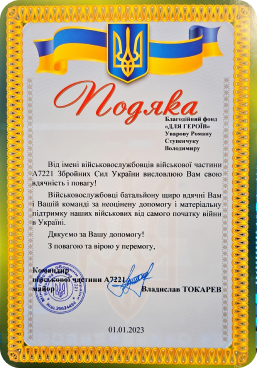 Подяка
Благодійний фонд
«ДЛЯ ГЕРОЇВ»
Уварову Роману
Ступенчуку
Володимиру
Від імені військовослужбовців військової частини
А7221 Збройних Сил України висловлюю Вам свою
вдячність і повагу!
Військовослужбовці батальйону щиро вдячні Вам
і Вашій команді за неоцінену допомогу і матеріальну
підтримку наших військових від самого початку війни
в Україні.
Дякуємо за Вашу допомогу!
З повагою та вірою у перемогу,
Командир
військової частини А7221
майор
Владислав ТОКАРЕВ
01.01.2023